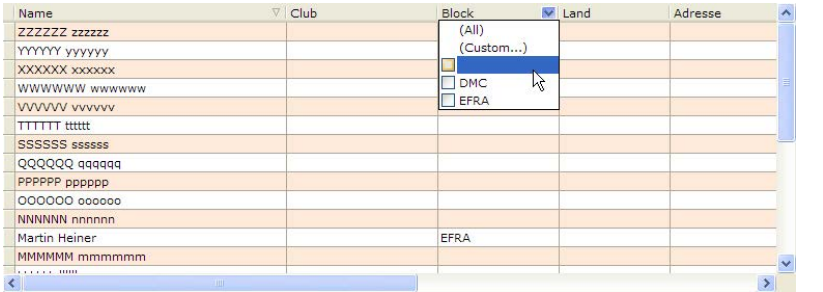 Name Club Block Land Adresse
ZZZZZZ zzzzzz
(All)
YYYYYY yyyyyy
(Custom...)
XXXXXX xxxxxx
WWWWWW wwwwww
DMC
VVVVVV vvvvvv
EFRA
TTTTTT tttttt
SSSSSS ssssss
QQQQQQ qqqqqq
PPPPPP pppppp
OOOOOO oooooo
NNNNNN nnnnnn
Martin Heiner EFRA
MMMMMM mmmmmm